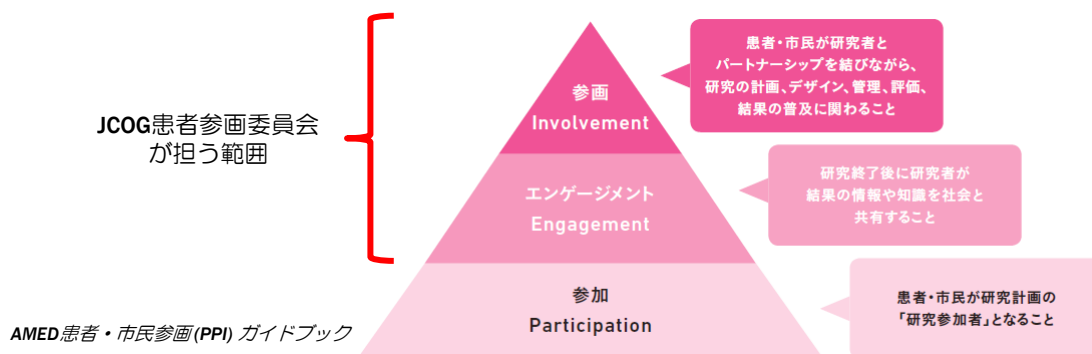 JCOG患者参画委員会
が担う範囲
参画
Involvement
患者・市民が研究者と
パートナーシップを結びながら、
研究の計画、デザイン、管理、評価、
結果の普及に関わること
エンゲージメント
Engagement
研究終了後に研究者が
結果の情報や知識を社会と
共有すること
参加
Participation
患者・市民が研究計画の
「研究参加者」となること
AMED患者・市民参画(PPI) ガイドブック